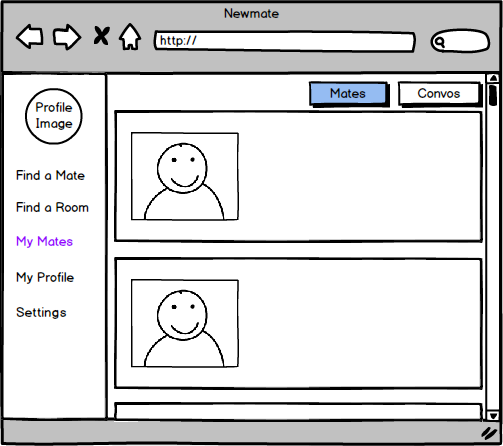 Newmate
http://
Mates
Convos
Profile
Image
Find a Mate
Find a Room
My Mates
My Profile
Settings